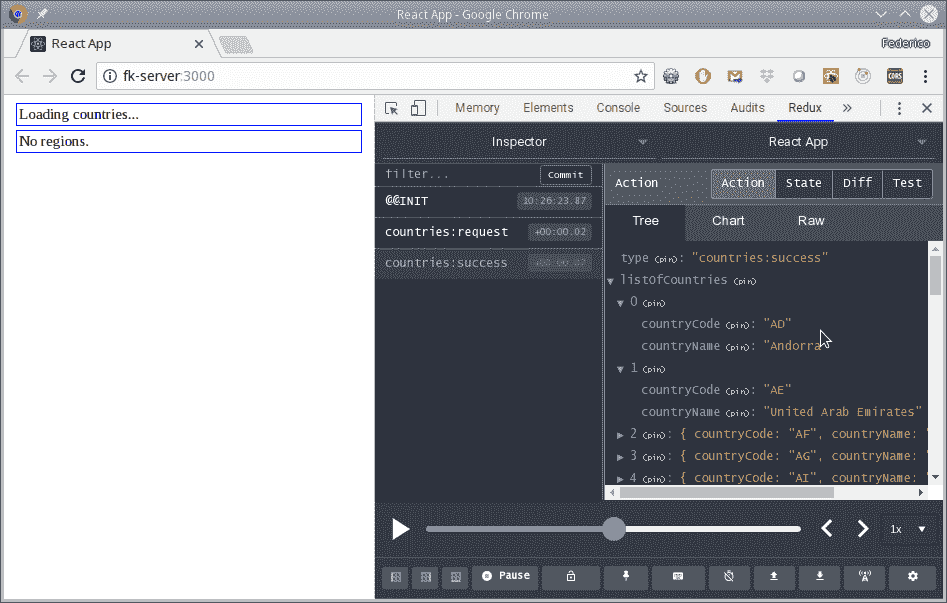 React App - Google Chrome
React App
Federico
fk-server:3000
Loading countries...
No regions.
Memory Elements Console Sources Audits Redux »
Inspector
React App
filter...
Commit
@@INIT 10:26:23.87
countries:request +00:00.02
countries:success
Action
Action State Diff Test
Tree Chart Raw
type (pin): "countries:success"
listOfCountries (pin)
0 (pin)
countryCode (pin): "AD"
countryName (pin): "Andorra
1 (pin)
countryCode (pin): "AE"
countryName (pin): "United Arab Emirates"
2 (pin): { countryCode: "AF", countryName: "
3 (pin): { countryCode: "AG", countryName: "
4 (pin): { countryCode: "AI", countryName: "
1x
Pause